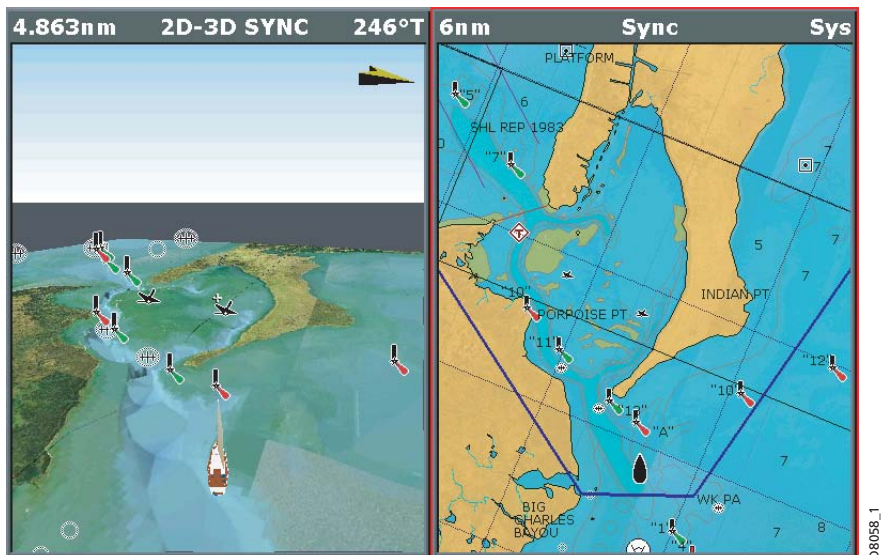 4.863nm 2D-3D SYNC 246°T
6nm Sync Sys
PLATFORM
"5"
6
SHL REP 1983
"7"
7
7
7
5
INDIAN PT
7
"10"
PORPOISE PT
"11"
"12"
"10"
"12"
"A"
7
WK PA
BIG
CHARLES
BAYOU
"1"
"4"
7
8
D8058_1